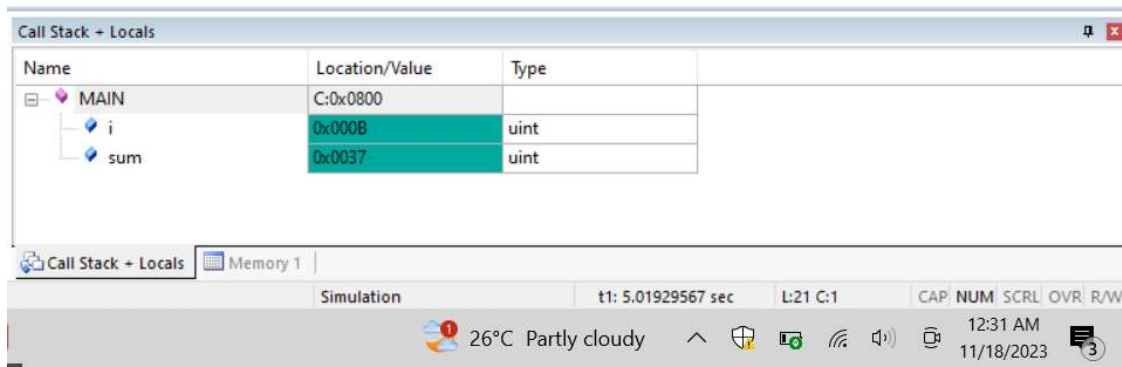 Call Stack + Locals
Name Location/Value Type
MAIN C:0x0800
i 0x000B uint
sum 0x0037 uint
Call Stack + Locals Memory 1
Simulation t1: 5.01929567 sec L:21 C:1 CAP NUM SCRL OVR R/W
1 26°C Partly cloudy 12:31 AM
11/18/2023 3